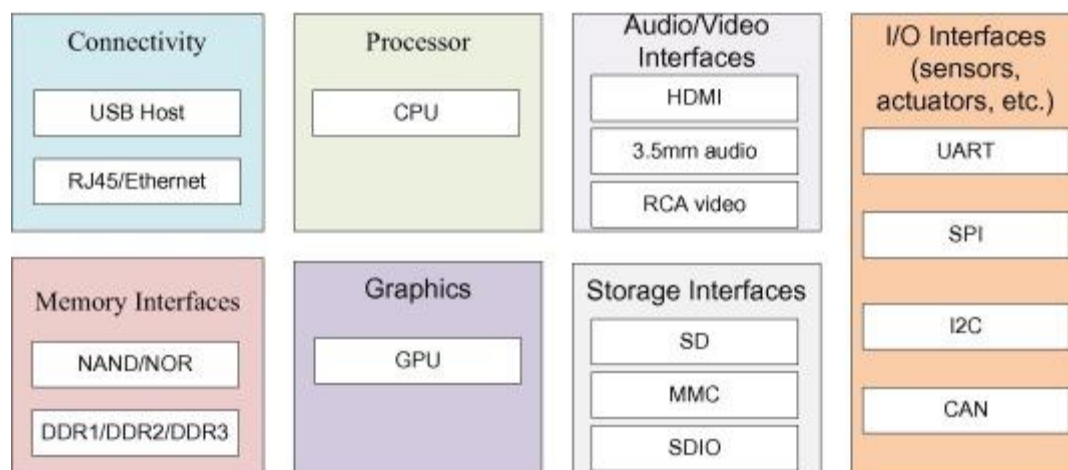 Connectivity
USB Host
RJ45/Ethernet
Processor
CPU
Audio/Video
Interfaces
HDMI
3.5mm audio
RCA video
I/O Interfaces
(sensors,
actuators, etc.)
UART
SPI
I2C
CAN
Memory Interfaces
NAND/NOR
DDR1/DDR2/DDR3
Graphics
GPU
Storage Interfaces
SD
MMC
SDIO